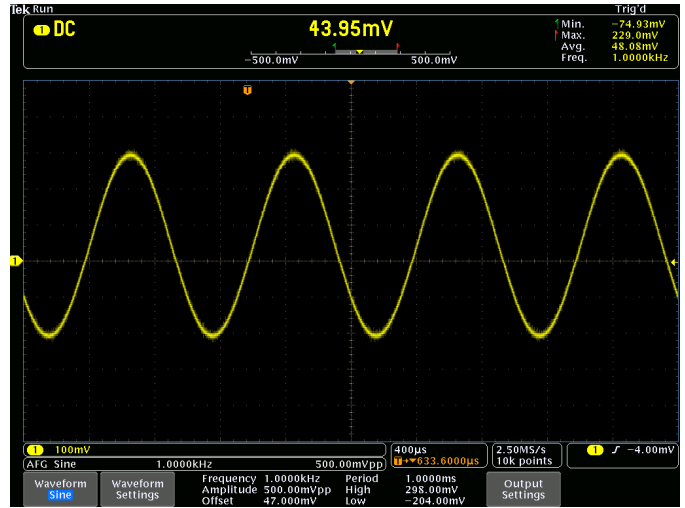 Tek Run Trig'd
1 DC 43.95mV
Min. -74.93mV
Max. 229.0mV
Avg. 48.08mV
Freq. 1.0000kHz
-500.0mV 500.0mV
T
1
1 100mV
AFG Sine 1.0000kHz 500.00mVpp
400µs
T→▼633.6000µs
2.50MS/s
10k points
1 ∫ -4.00mV
Waveform
Sine
Waveform
Settings
Frequency 1.0000kHz
Amplitude 500.00mVpp
Offset 47.000mV
Period 1.0000ms
High 298.00mV
Low -204.00mV
Output
Settings